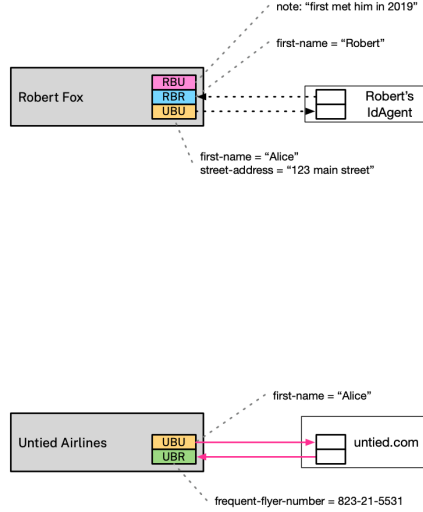 note: “first met him in 2019”
first-name = “Robert”
RBU
Robert Fox
RBR
UBU
Robert's
IdAgent
first-name = “Alice”
street-address = “123 main street”
first-name = “Alice”
Untied Airlines
UBU
UBR
untied.com
frequent-flyer-number = 823-21-5531